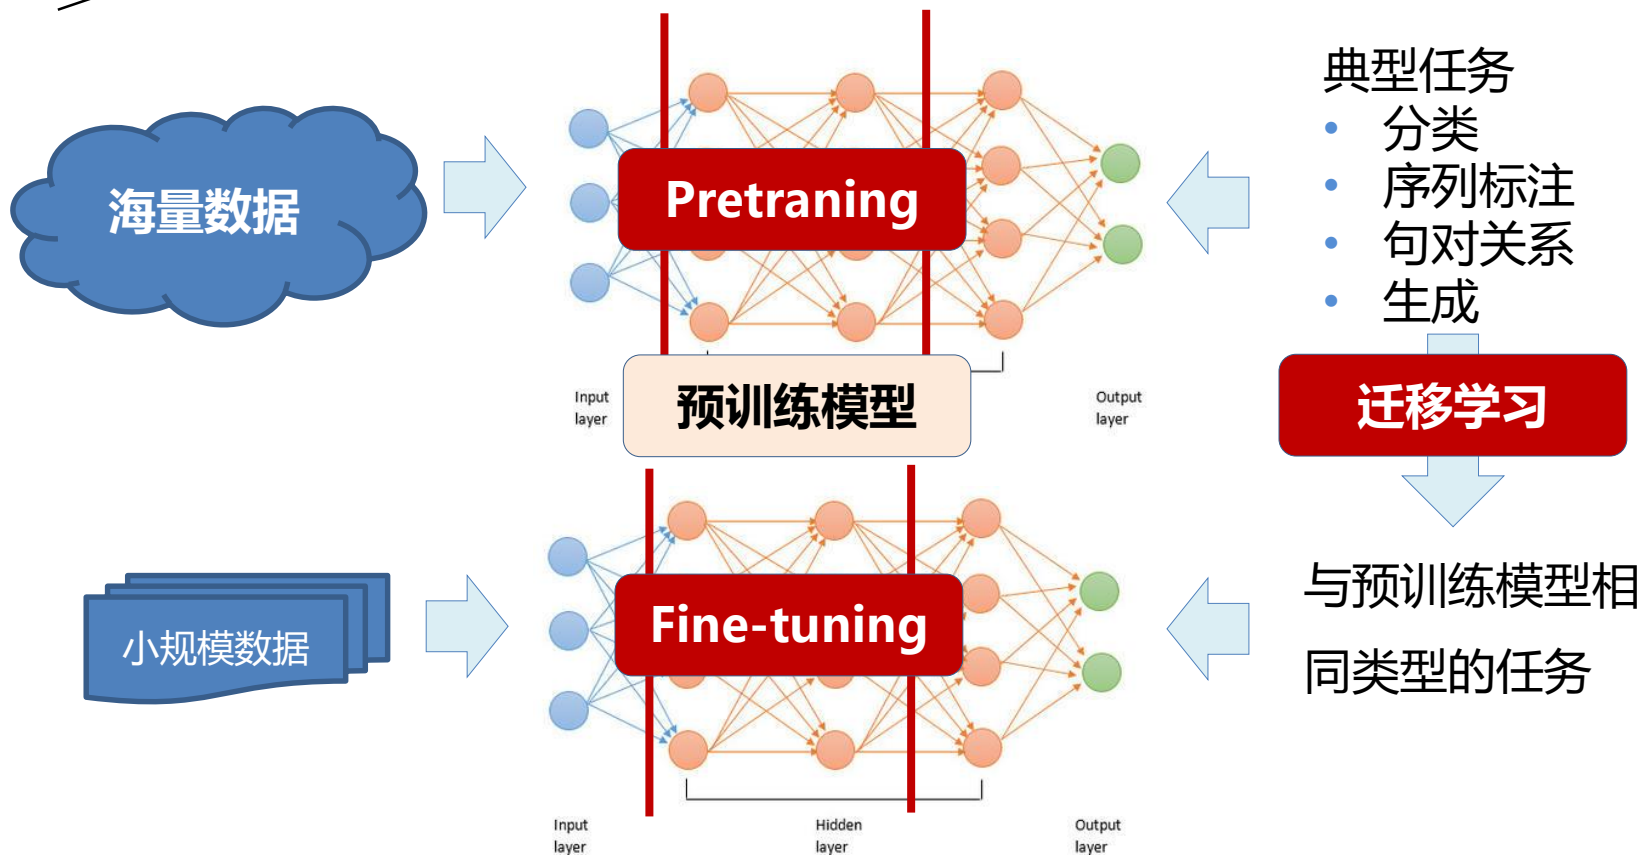 海量数据
Pretraning
典型任务
• 分类
• 序列标注
• 句对关系
• 生成
Input
layer
预训练模型
Output
layer
迁移学习
小规模数据
Fine-tuning
与预训练模型相
同类型的任务
Input
layer
Hidden
layer
Output
layer